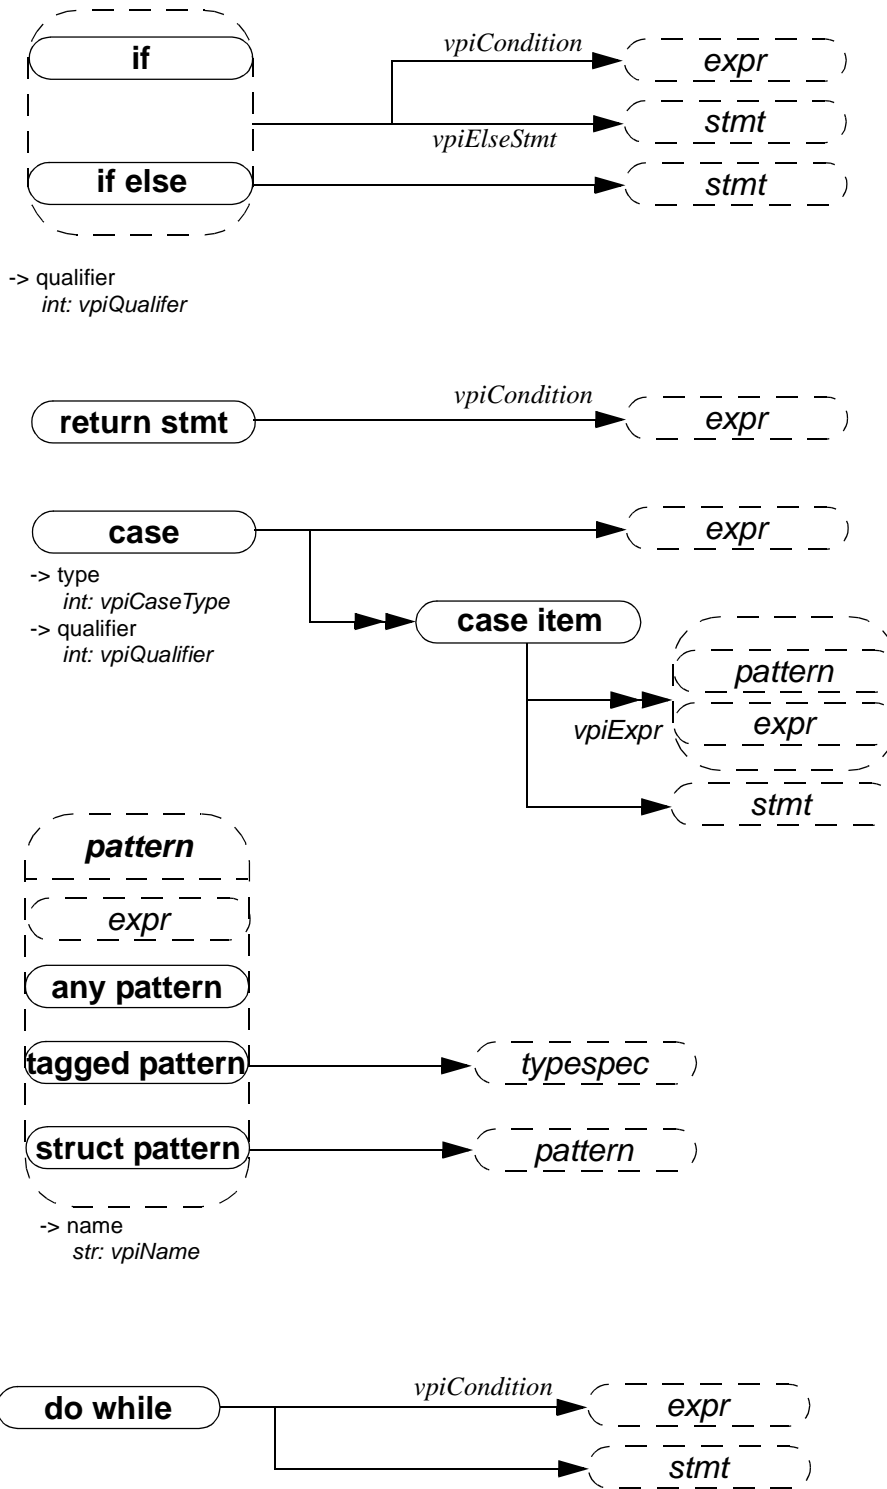 if
vpiCondition
expr
stmt
vpiElseStmt
if else
stmt
-> qualifier
int: vpiQualifer
return stmt
vpiCondition
expr
case
expr
-> type
int: vpiCaseType
-> qualifier
int: vpiQualifier
case item
pattern
vpiExpr
expr
stmt
pattern
expr
any pattern
tagged pattern
typespec
struct pattern
pattern
-> name
str: vpiName
do while
vpiCondition
expr
stmt